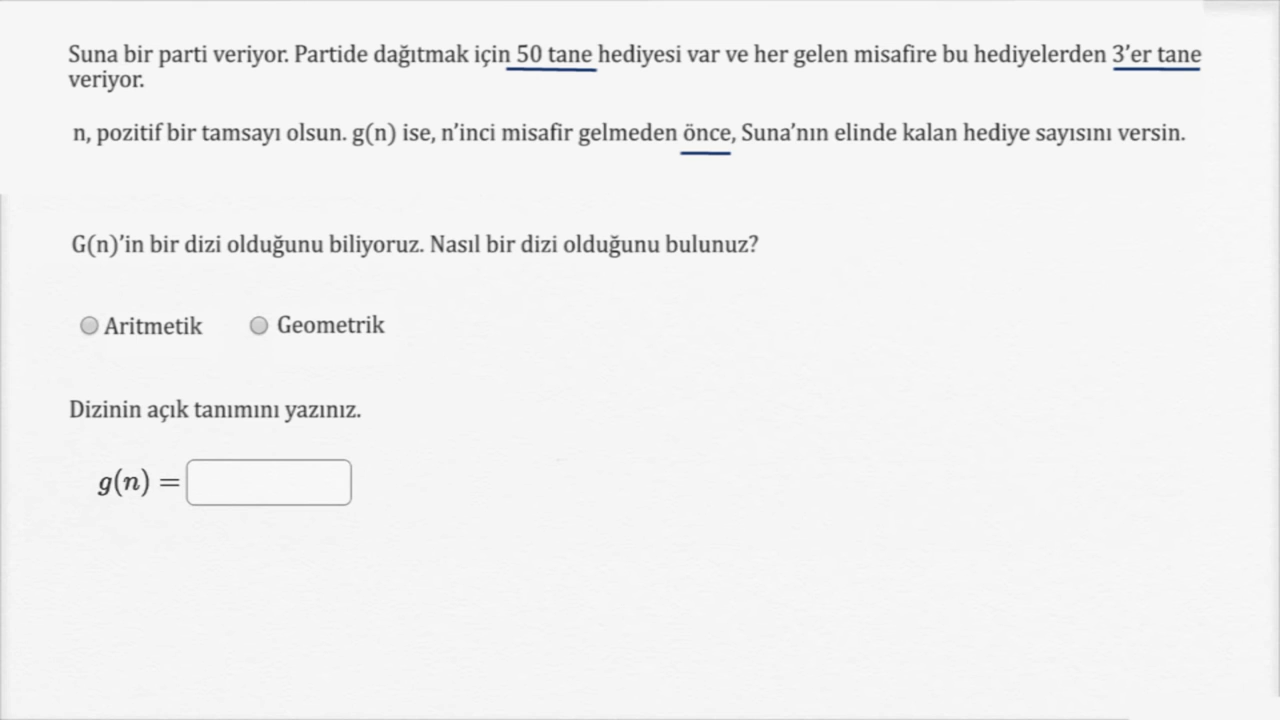 Suna bir parti veriyor. Partide dağıtmak için 50 tane hediyesi var ve her gelen misafire bu hediyelerden 3’er tane
veriyor.
n, pozitif bir tamsayı olsun. g(n) ise, n’inci misafir gelmeden önce, Suna’nın elinde kalan hediye sayısını versin.
G(n)’in bir dizi olduğunu biliyoruz. Nasıl bir dizi olduğunu bulunuz?
Aritmetik Geometrik
Dizinin açık tanımını yazınız.
g(n) =